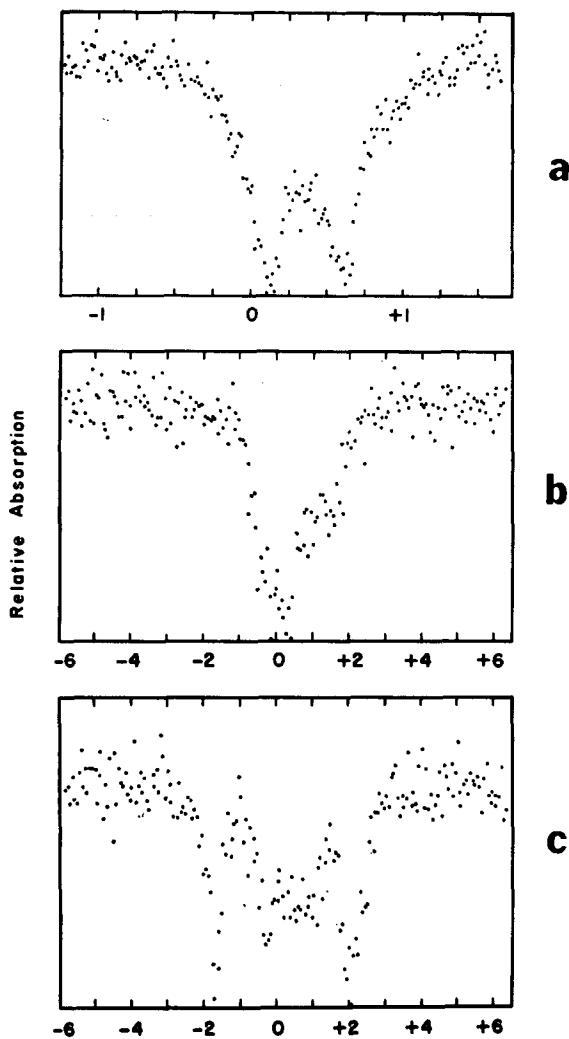 a
-1 0 +1
Relative Absorption
b
-6 -4 -2 0 +2 +4 +6
c
-6 -4 -2 0 +2 +4 +6